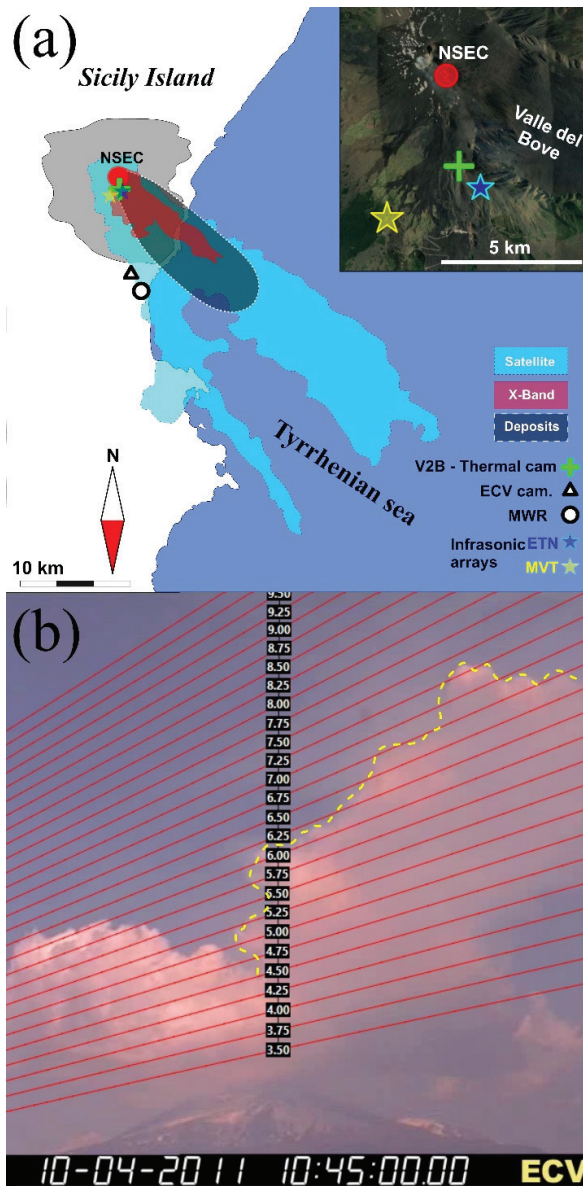 (a)
Sicily Island
NSEC
NSEC
Valle del
Bove
5 km
Satellite
X-Band
Deposits
V2B - Thermal cam
ECV cam.
MWR
Infrasonic
arrays
ETN
MVT
Tyrrhenian sea
N
10 km
(b)
9.50
9.25
9.00
8.75
8.50
8.25
8.00
7.75
7.50
7.25
7.00
6.75
6.50
6.25
6.00
5.75
5.50
5.25
5.00
4.75
4.50
4.25
4.00
3.75
3.50
10-04-2011 10:45:00.00 ECV